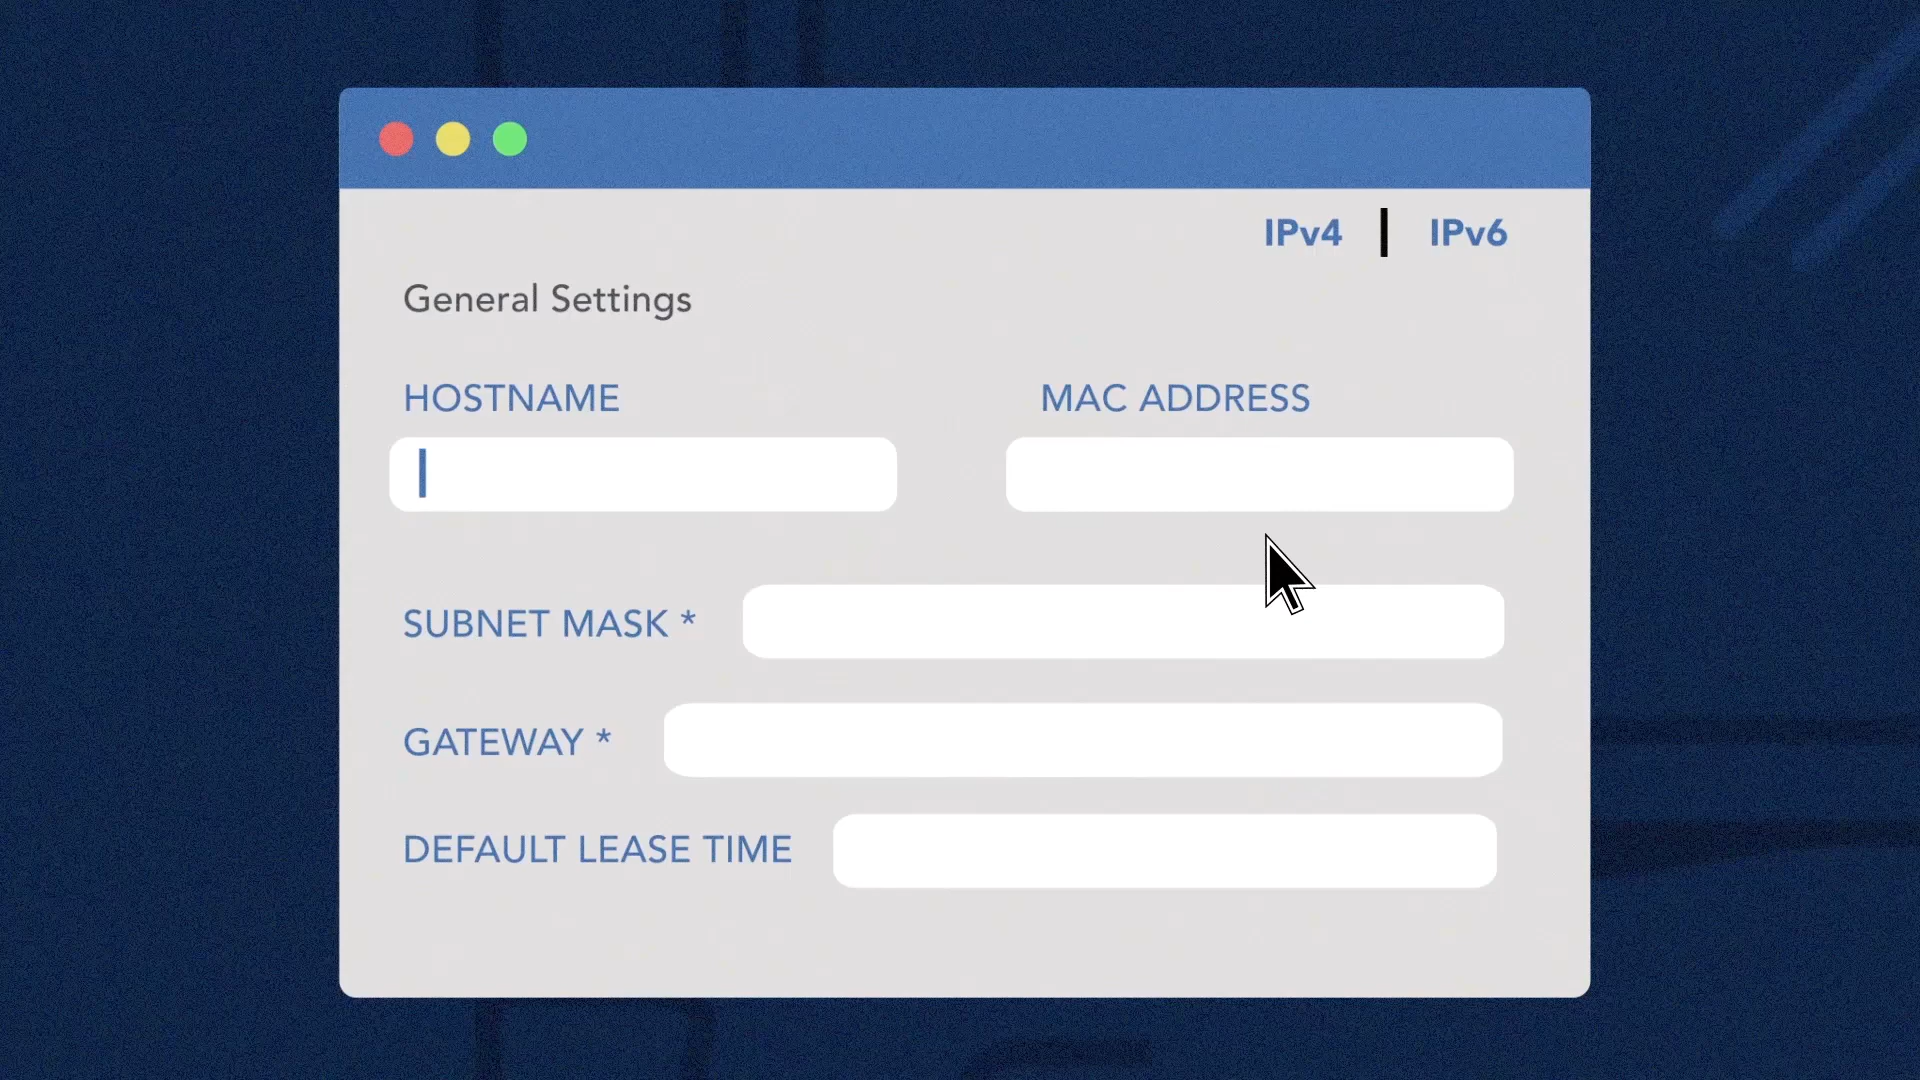 IPv4 | IPv6
General Settings
HOSTNAME MAC ADDRESS
SUBNET MASK *
GATEWAY *
DEFAULT LEASE TIME